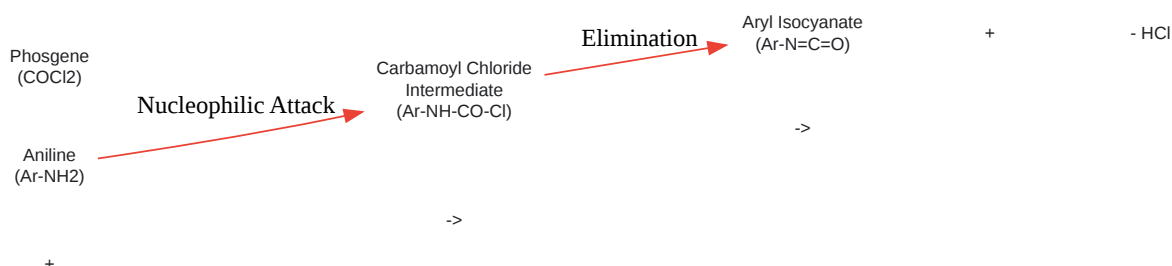 Phosgene
(COCl2)
Aniline
(Ar-NH2)
+
Nucleophilic Attack
Carbamoyl Chloride
Intermediate
(Ar-NH-CO-Cl)
->
Elimination
Aryl Isocyanate
(Ar-N=C=O)
->
+
- HCl